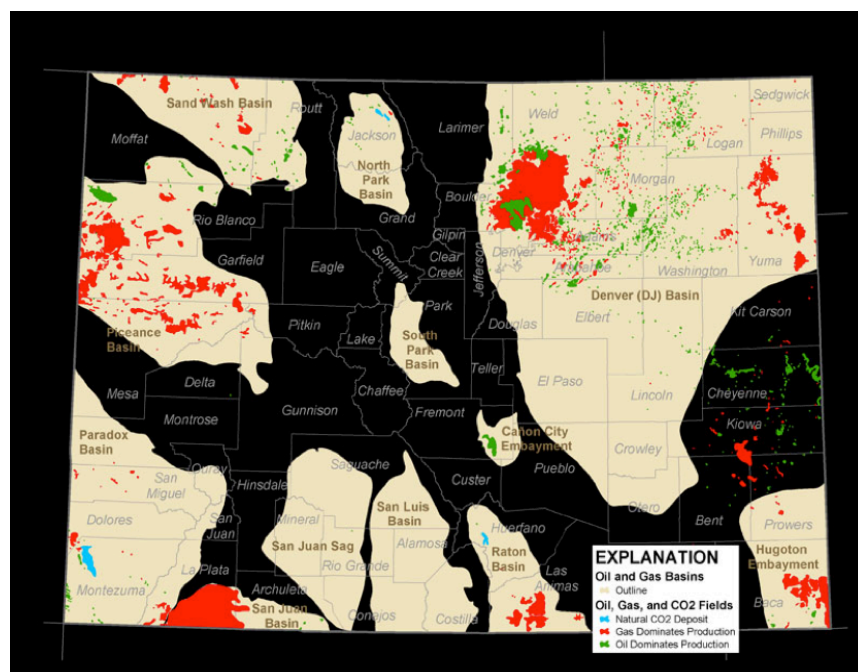 Sedgwick
Sand Wash Basin
Routt
Weld
Larimer
Phillips
Moffat
Jackson
Logan
North
Park
Basin
Morgan
Boulder
Rio Blanco
Grand
Gilpin
Adams
Garfield
Summit
Clear
Creek
Jefferson
Denver
Arapahoe
Washington
Yuma
Eagle
Park
Denver (DJ) Basin
Kit Carson
Piceance
Basin
Pitkin
Lake
South
Park
Basin
Douglas
Elbert
Teller
Mesa
Delta
Chaffee
El Paso
Lincoln
Cheyenne
Gunnison
Fremont
Montrose
Kiowa
Paradox
Basin
Cañon City
Embayment
Crowley
Ouray
Saguache
San
Miguel
Hinsdale
Custer
Pueblo
Otero
San Luis
Basin
Dolores
San
Juan
Mineral
Huerfano
Bent
Prowers
San Juan Sag
Alamosa
Raton
Basin
Hugoton
Embayment
Rio Grande
La Plata
Las
Animas
Montezuma
Archuleta
San Juan
Basin
Conejos
Costilla
Baca
EXPLANATION
Oil and Gas Basins
Outline
Oil, Gas, and CO2 Fields
Natural CO2 Deposit
Gas Dominates Production
Oil Dominates Production